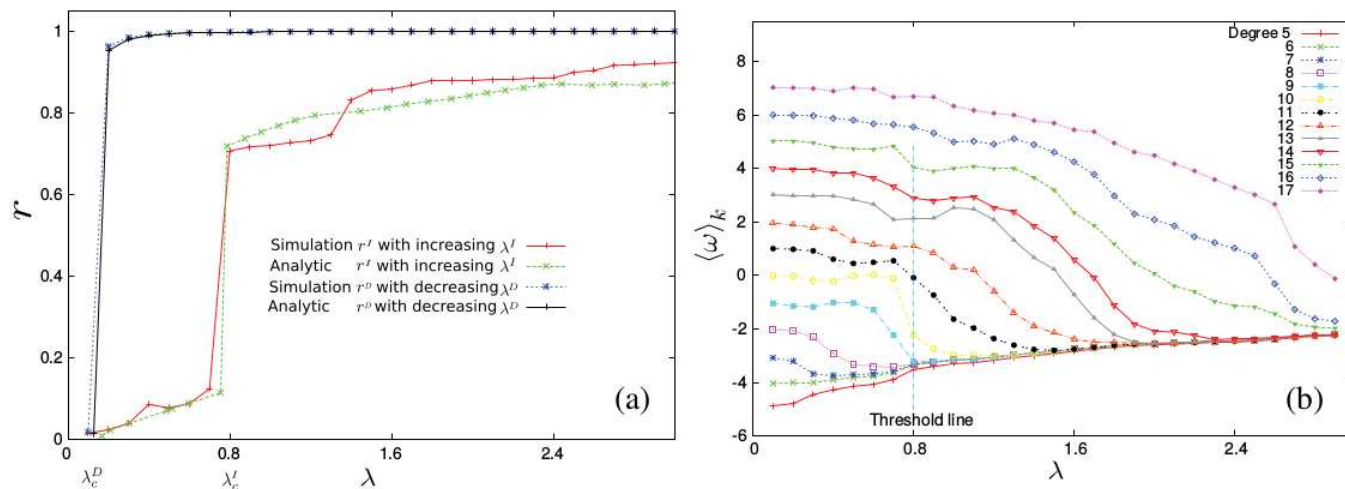 1
0.8
0.6
0.4
0.2
0
r
Simulation r^I with increasing λ^I
Analytic r^I with increasing λ^I
Simulation r^D with decreasing λ^D
Analytic r^D with decreasing λ^D
(a)
0 0.8 1.6 2.4
λ_c^D λ_c^I λ
8
6
4
2
0
-2
-4
-6
⟨ω⟩_k
Degree 5
6
7
8
9
10
11
12
13
14
15
16
17
Threshold line
(b)
0 0.8 1.6 2.4
λ